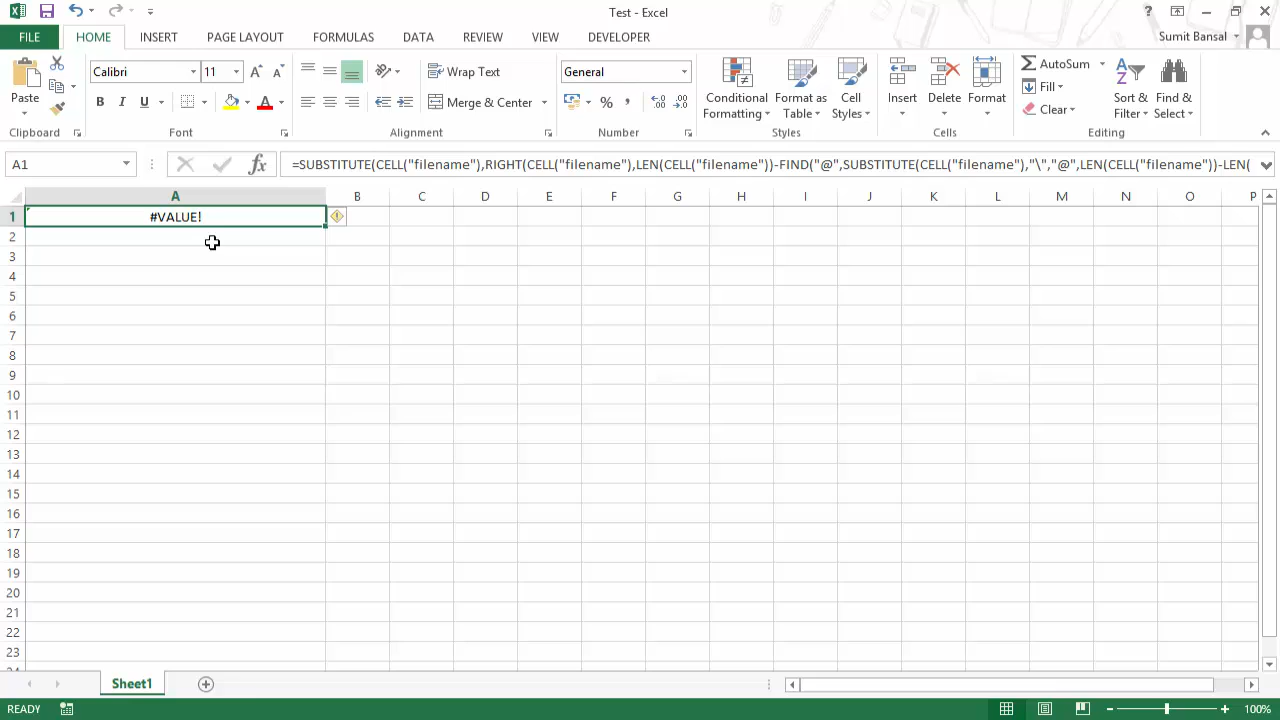 Test - Excel
Sumit Bansal
FILE HOME INSERT PAGE LAYOUT FORMULAS DATA REVIEW VIEW DEVELOPER
Paste
Calibri 11
B I U A
Wrap Text
Merge & Center
General
Conditional Formatting
Format as Table
Cell Styles
Insert Delete Format
AutoSum
Fill
Clear
Sort & Filter
Find & Select
Clipboard Font Alignment Number Styles Cells Editing
A1 fx =SUBSTITUTE(CELL("filename"),RIGHT(CELL("filename"),LEN(CELL("filename"))-FIND("@",SUBSTITUTE(CELL("filename"),"\","@",LEN(CELL("filename"))-LEN(
A B C D E F G H I J K L M N O P
1 #VALUE!
2
3
4
5
6
7
8
9
10
11
12
13
14
15
16
17
18
19
20
21
22
23
Sheet1
READY 100%